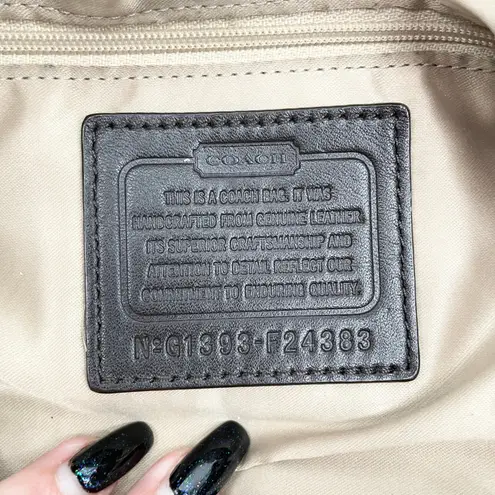 COACH
THIS IS A COACH BAG. IT WAS
HANDCRAFTED FROM GENUINE LEATHER.
ITS SUPERIOR CRAFTSMANSHIP AND
ATTENTION TO DETAIL REFLECT OUR
COMMITMENT TO ENDURING QUALITY.
Nº G1393-F24383